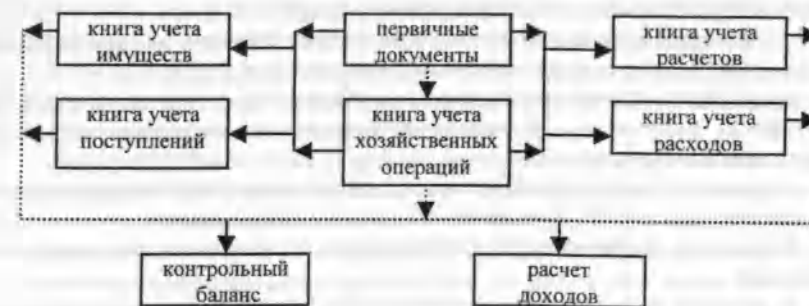 книга учета
имуществ
первичные
документы
книга учета
расчетов
книга учета
поступлений
книга учета
хозяйственных
операций
книга учета
расходов
контрольный
баланс
расчет
доходов